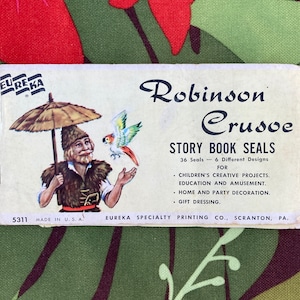 EUREKA
Robinson
Crusoe
STORY BOOK SEALS
36 Seals — 6 Different Designs
FOR
• CHILDREN'S CREATIVE PROJECTS.
EDUCATION AND AMUSEMENT.
• HOME AND PARTY DECORATION.
• GIFT DRESSING.
5311 MADE IN U.S.A. EUREKA SPECIALTY PRINTING CO., SCRANTON, PA.